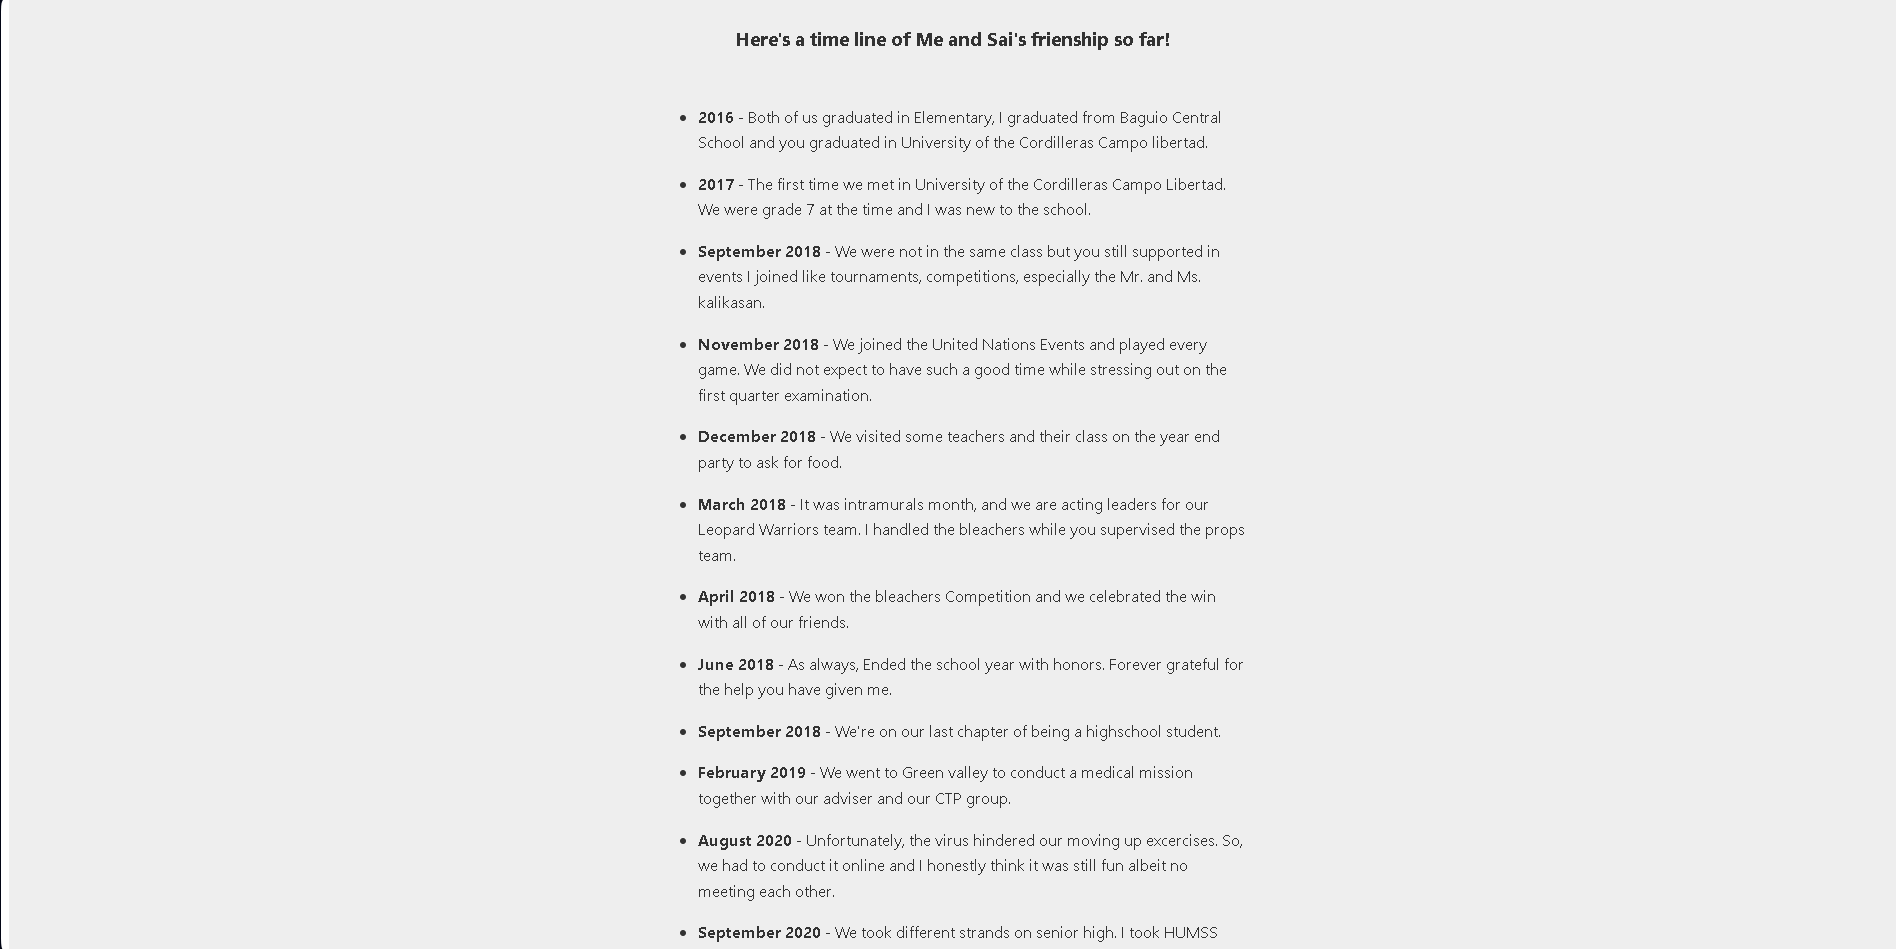 Here's a time line of Me and Sai's frienship so far!
2016 - Both of us graduated in Elementary, I graduated from Baguio Central
School and you graduated in University of the Cordilleras Campo libertad.
2017 - The first time we met in University of the Cordilleras Campo Libertad.
We were grade 7 at the time and I was new to the school.
September 2018 - We were not in the same class but you still supported in
events I joined like tournaments, competitions, especially the Mr. and Ms.
kalikasan.
November 2018 - We joined the United Nations Events and played every
game. We did not expect to have such a good time while stressing out on the
first quarter examination.
December 2018 - We visited some teachers and their class on the year end
party to ask for food.
March 2018 - It was intramurals month, and we are acting leaders for our
Leopard Warriors team. I handled the bleachers while you supervised the props
team.
April 2018 - We won the bleachers Competition and we celebrated the win
with all of our friends.
June 2018 - As always, Ended the school year with honors. Forever grateful for
the help you have given me.
September 2018 - We're on our last chapter of being a highschool student.
February 2019 - We went to Green valley to conduct a medical mission
together with our adviser and our CTP group.
August 2020 - Unfortunately, the virus hindered our moving up excercises. So,
we had to conduct it online and I honestly think it was still fun albeit no
meeting each other.
September 2020 - We took different strands on senior high. I took HUMSS